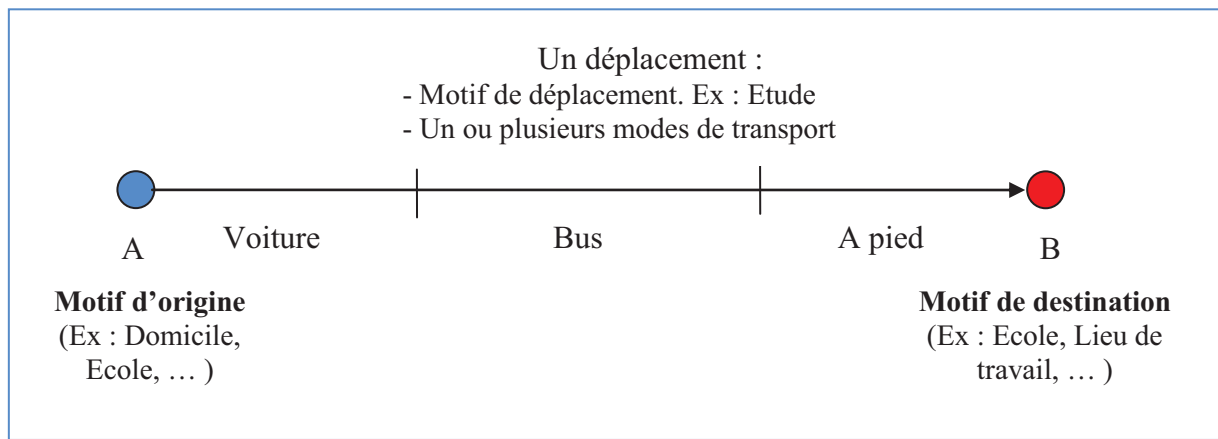 Un déplacement :
- Motif de déplacement. Ex : Etude
- Un ou plusieurs modes de transport
A
Voiture
Bus
A pied
B
Motif d’origine
(Ex : Domicile,
Ecole, … )
Motif de destination
(Ex : Ecole, Lieu de
travail, … )